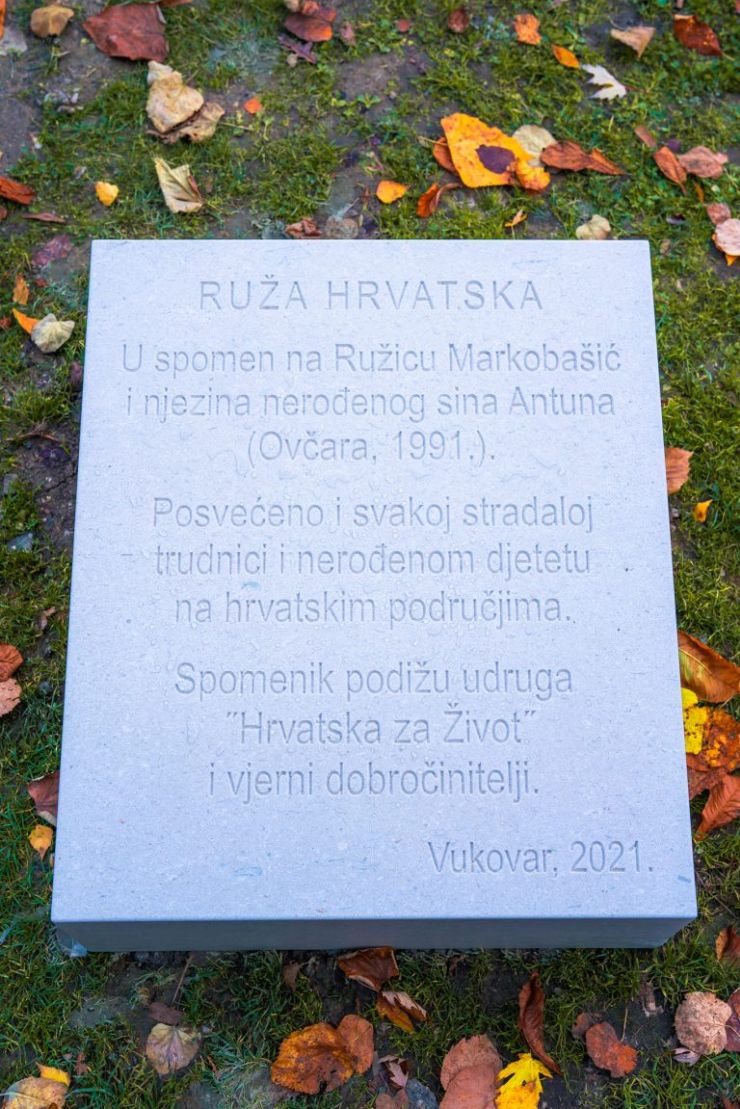 RUŽA HRVATSKA
U spomen na Ružicu Markobašić
i njezina nerođenog sina Antuna
(Ovčara, 1991.).
Posvećeno i svakoj stradaloj
trudnici i nerođenom djetetu
na hrvatskim područjima.
Spomenik podižu udruga
˝Hrvatska za Život˝
i vjerni dobročinitelji.
Vukovar, 2021.